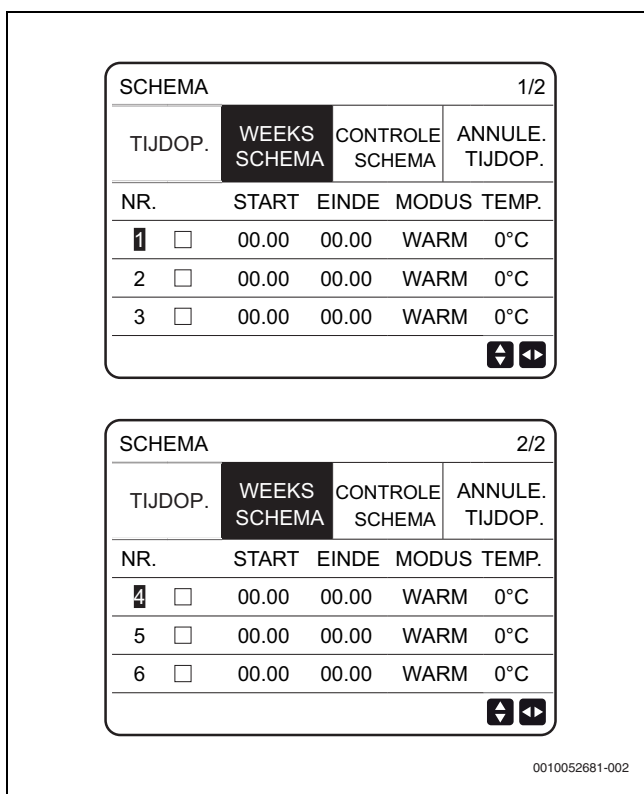 SCHEMA 1/2
TIJDOP. WEEKS SCHEMA CONTROLE SCHEMA ANNULE. TIJDOP.
NR. START EINDE MODUS TEMP.
1 00.00 00.00 WARM 0°C
2 00.00 00.00 WARM 0°C
3 00.00 00.00 WARM 0°C
SCHEMA 2/2
TIJDOP. WEEKS SCHEMA CONTROLE SCHEMA ANNULE. TIJDOP.
NR. START EINDE MODUS TEMP.
4 00.00 00.00 WARM 0°C
5 00.00 00.00 WARM 0°C
6 00.00 00.00 WARM 0°C
0010052681-002